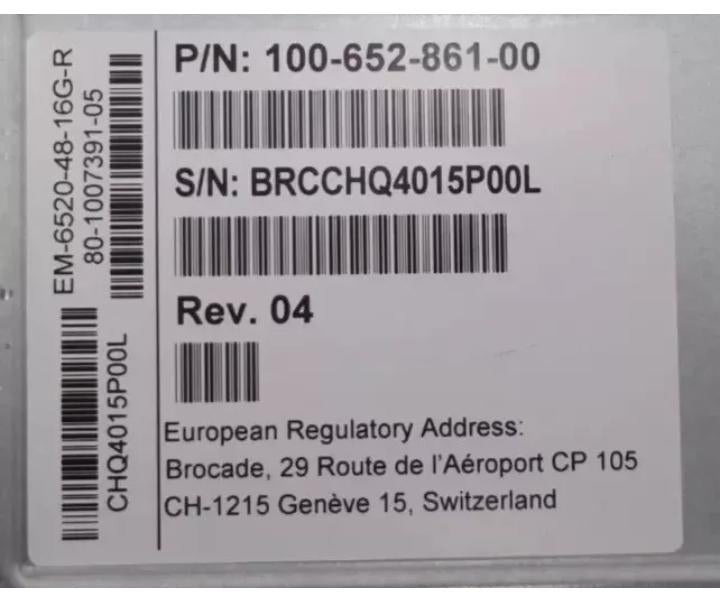 EM-6520-48-16G-R
80-1007391-05
CHQ4015P00L
P/N: 100-652-861-00
S/N: BRCCHQ4015P00L
Rev. 04
European Regulatory Address:
Brocade, 29 Route de l'Aéroport CP 105
CH-1215 Genève 15, Switzerland